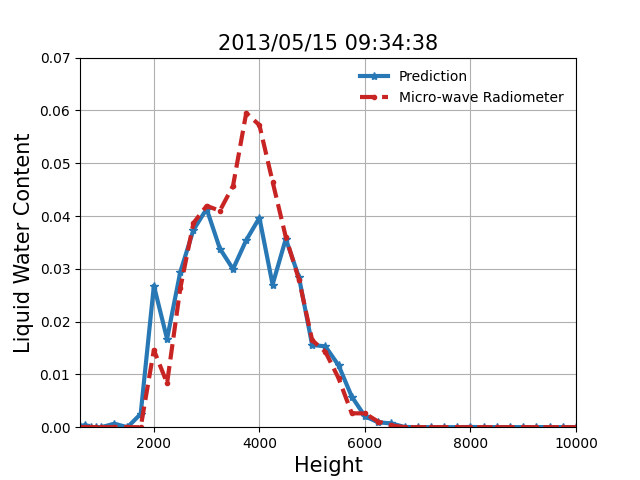 2013/05/15 09:34:38
Prediction
Micro-wave Radiometer
Liquid Water Content
0.07
0.06
0.05
0.04
0.03
0.02
0.01
0.00
2000 4000 6000 8000 10000
Height